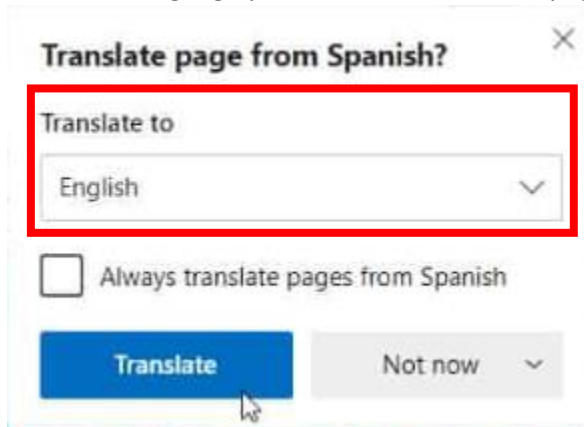 Translate page from Spanish?
Translate to
English
Always translate pages from Spanish
Translate Not now